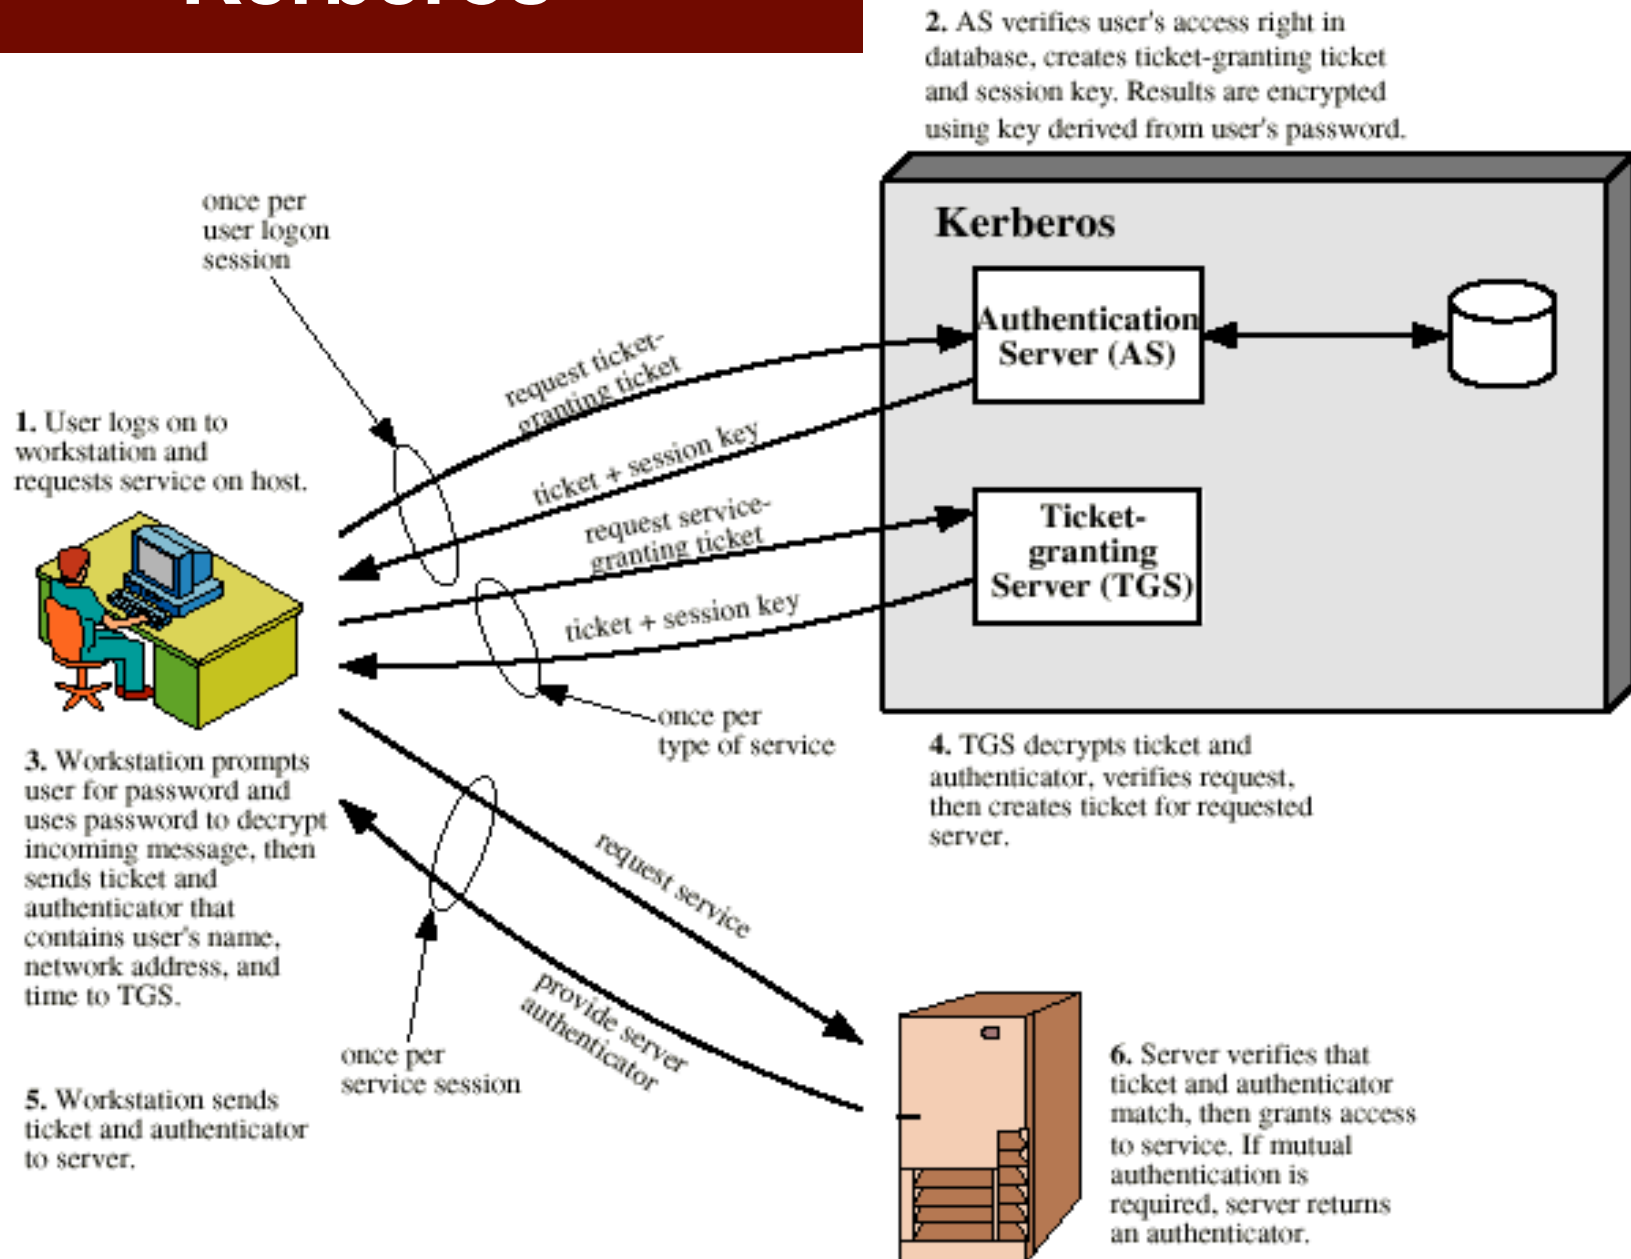 Kerberos
2. AS verifies user's access right in
database, creates ticket-granting ticket
and session key. Results are encrypted
using key derived from user's password.
once per
user logon
session
Kerberos
Authentication
Server (AS)
request ticket-
granting ticket
1. User logs on to
workstation and
requests service on host.
ticket + session key
request service-
granting ticket
Ticket-
granting
Server (TGS)
ticket + session key
once per
type of service
3. Workstation prompts
user for password and
uses password to decrypt
incoming message, then
sends ticket and
authenticator that
contains user's name,
network address, and
time to TGS.
4. TGS decrypts ticket and
authenticator, verifies request,
then creates ticket for requested
server.
request service
provide server
authenticator
once per
service session
5. Workstation sends
ticket and authenticator
to server.
6. Server verifies that
ticket and authenticator
match, then grants access
to service. If mutual
authentication is
required, server returns
an authenticator.